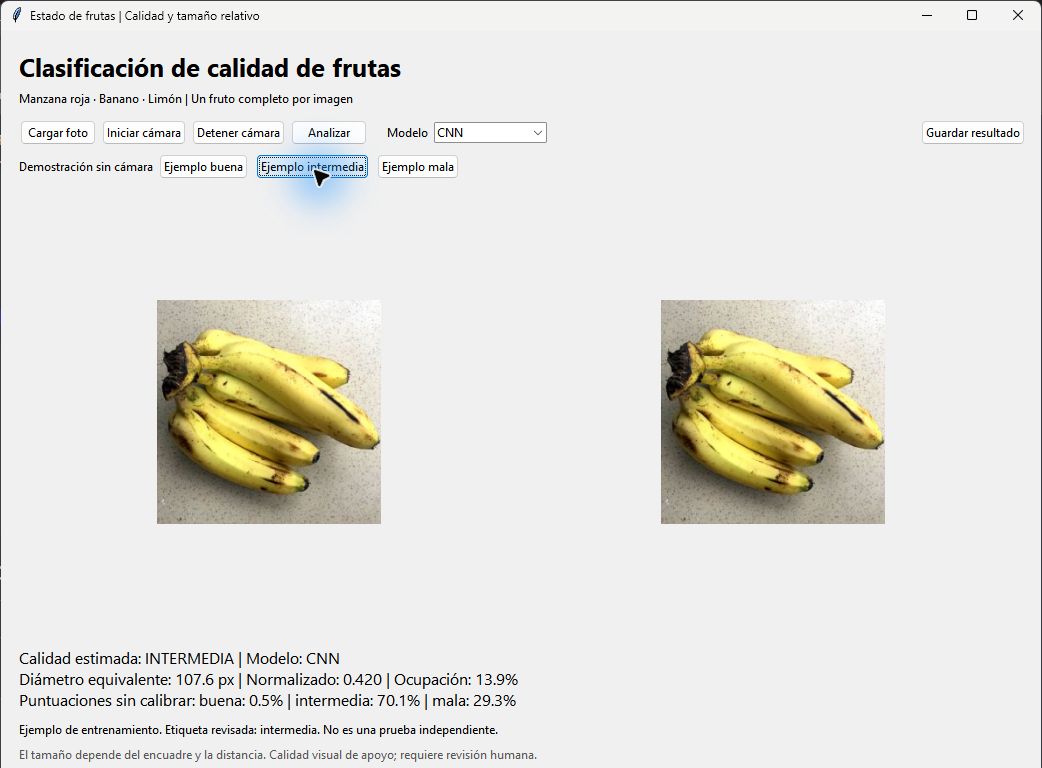 Estado de frutas | Calidad y tamaño relativo
Clasificación de calidad de frutas
Manzana roja · Banano · Limón | Un fruto completo por imagen
Cargar foto Iniciar cámara Detener cámara Analizar Modelo CNN Guardar resultado
Demostración sin cámara Ejemplo buena Ejemplo intermedia Ejemplo mala
Calidad estimada: INTERMEDIA | Modelo: CNN
Diámetro equivalente: 107.6 px | Normalizado: 0.420 | Ocupación: 13.9%
Puntuaciones sin calibrar: buena: 0.5% | intermedia: 70.1% | mala: 29.3%
Ejemplo de entrenamiento. Etiqueta revisada: intermedia. No es una prueba independiente.
El tamaño depende del encuadre y la distancia. Calidad visual de apoyo; requiere revisión humana.